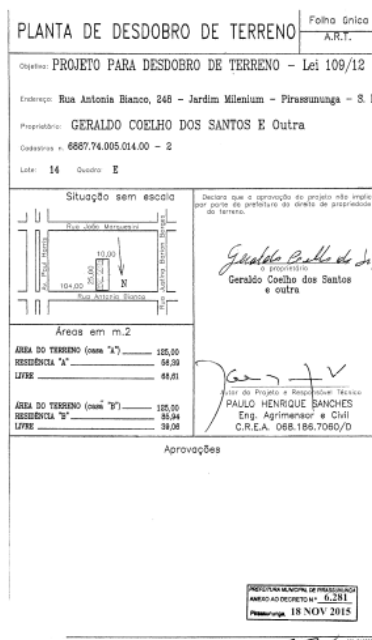 PLANTA DE DESDOBRO DE TERRENO
Folha Única
A.R.T.
Objetivo: PROJETO PARA DESDOBRO DE TERRENO - Lei 109/12
Endereço: Rua Antonia Bianco, 248 - Jardim Milenium - Pirassununga - S.
Proprietário: GERALDO COELHO DOS SANTOS E Outra
Cadastros n. 6887.74.005.014.00 - 2
Lote: 14 Quadra E
Situação sem escala
Rua João Marquesini
10,00
25,00
104,00
N
Rua Antonia Bianco
Declara que a aprovação do projeto não implic
por parte da prefeitura do direito de propriedade
do terreno.
o proprietário
Geraldo Coelho dos Santos
e outra
Áreas em m.2
ÁREA DO TERRENO (casa "A") 125,00
RESIDÊNCIA "A" 56,39
LIVRE 68,61
ÁREA DO TERRENO (casa "B") 125,00
RESIDÊNCIA "B" 85,94
LIVRE 39,06
Autor do Projeto e Responsável Técnico
PAULO HENRIQUE SANCHES
Eng. Agrimensor e Civil
C.R.E.A. 068.186.7060/D
Aprovações
PREFEITURA MUNICIPAL DE PIRASSUNUNGA
ANEXO AO DECRETO Nº 6.281
Pirassununga, 18 NOV 2015